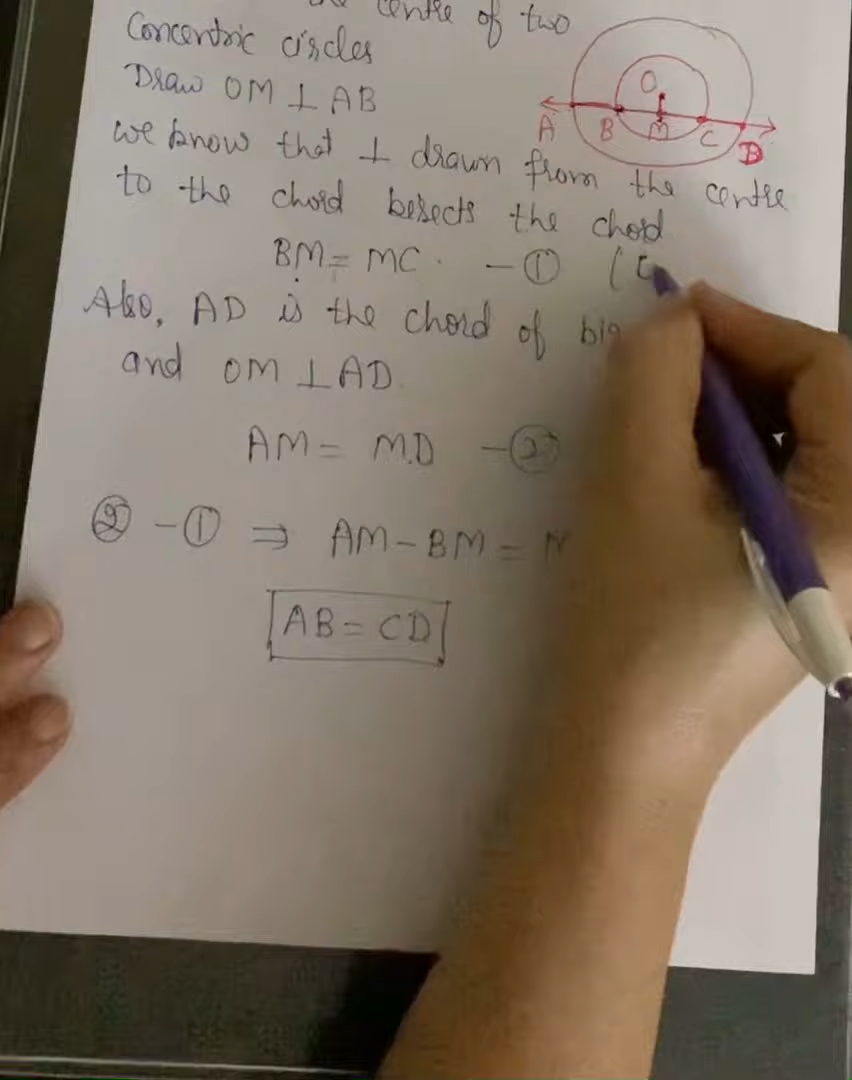 centre of two
Concentric circles
Draw OM ⊥ AB
we know that ⊥ drawn from the centre
to the chord besects the chord
BM = MC - ①
Also, AD is the chord of big
and OM ⊥ AD
AM = MD - ②
② - ① ⇒ AM - BM =
AB = CD
O
A B M C D